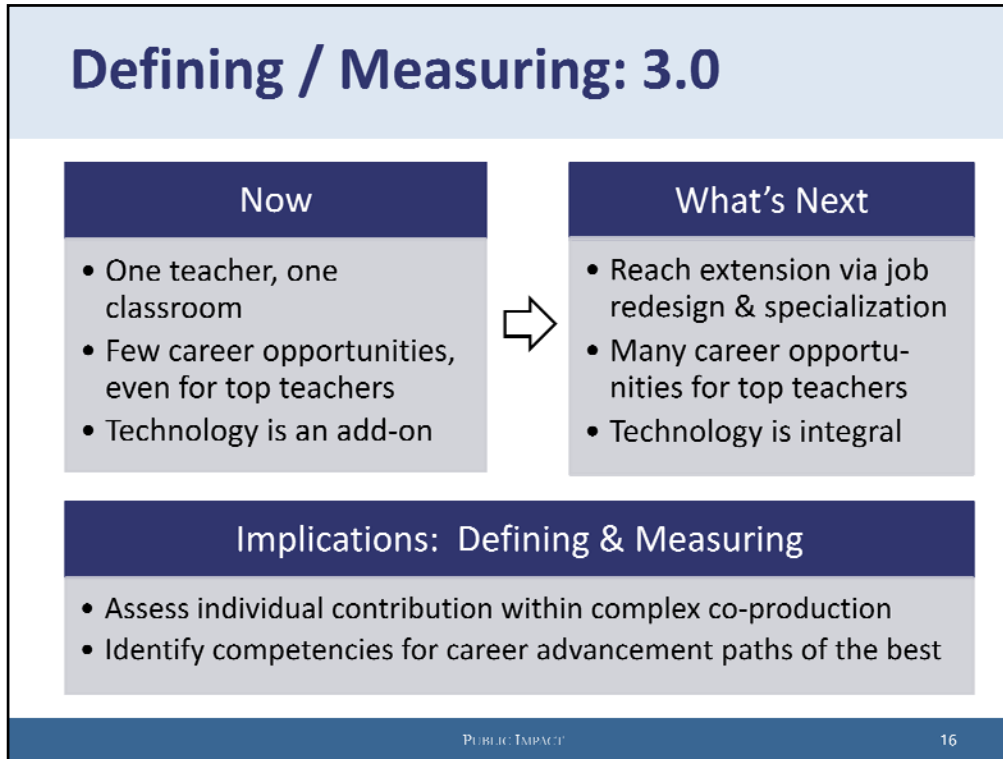 Defining / Measuring: 3.0
Now
• One teacher, one
classroom
• Few career opportunities,
even for top teachers
• Technology is an add-on
What's Next
• Reach extension via job
redesign & specialization
• Many career opportu-
nities for top teachers
• Technology is integral
Implications: Defining & Measuring
• Assess individual contribution within complex co-production
• Identify competencies for career advancement paths of the best
PUBLIC IMPACT
16